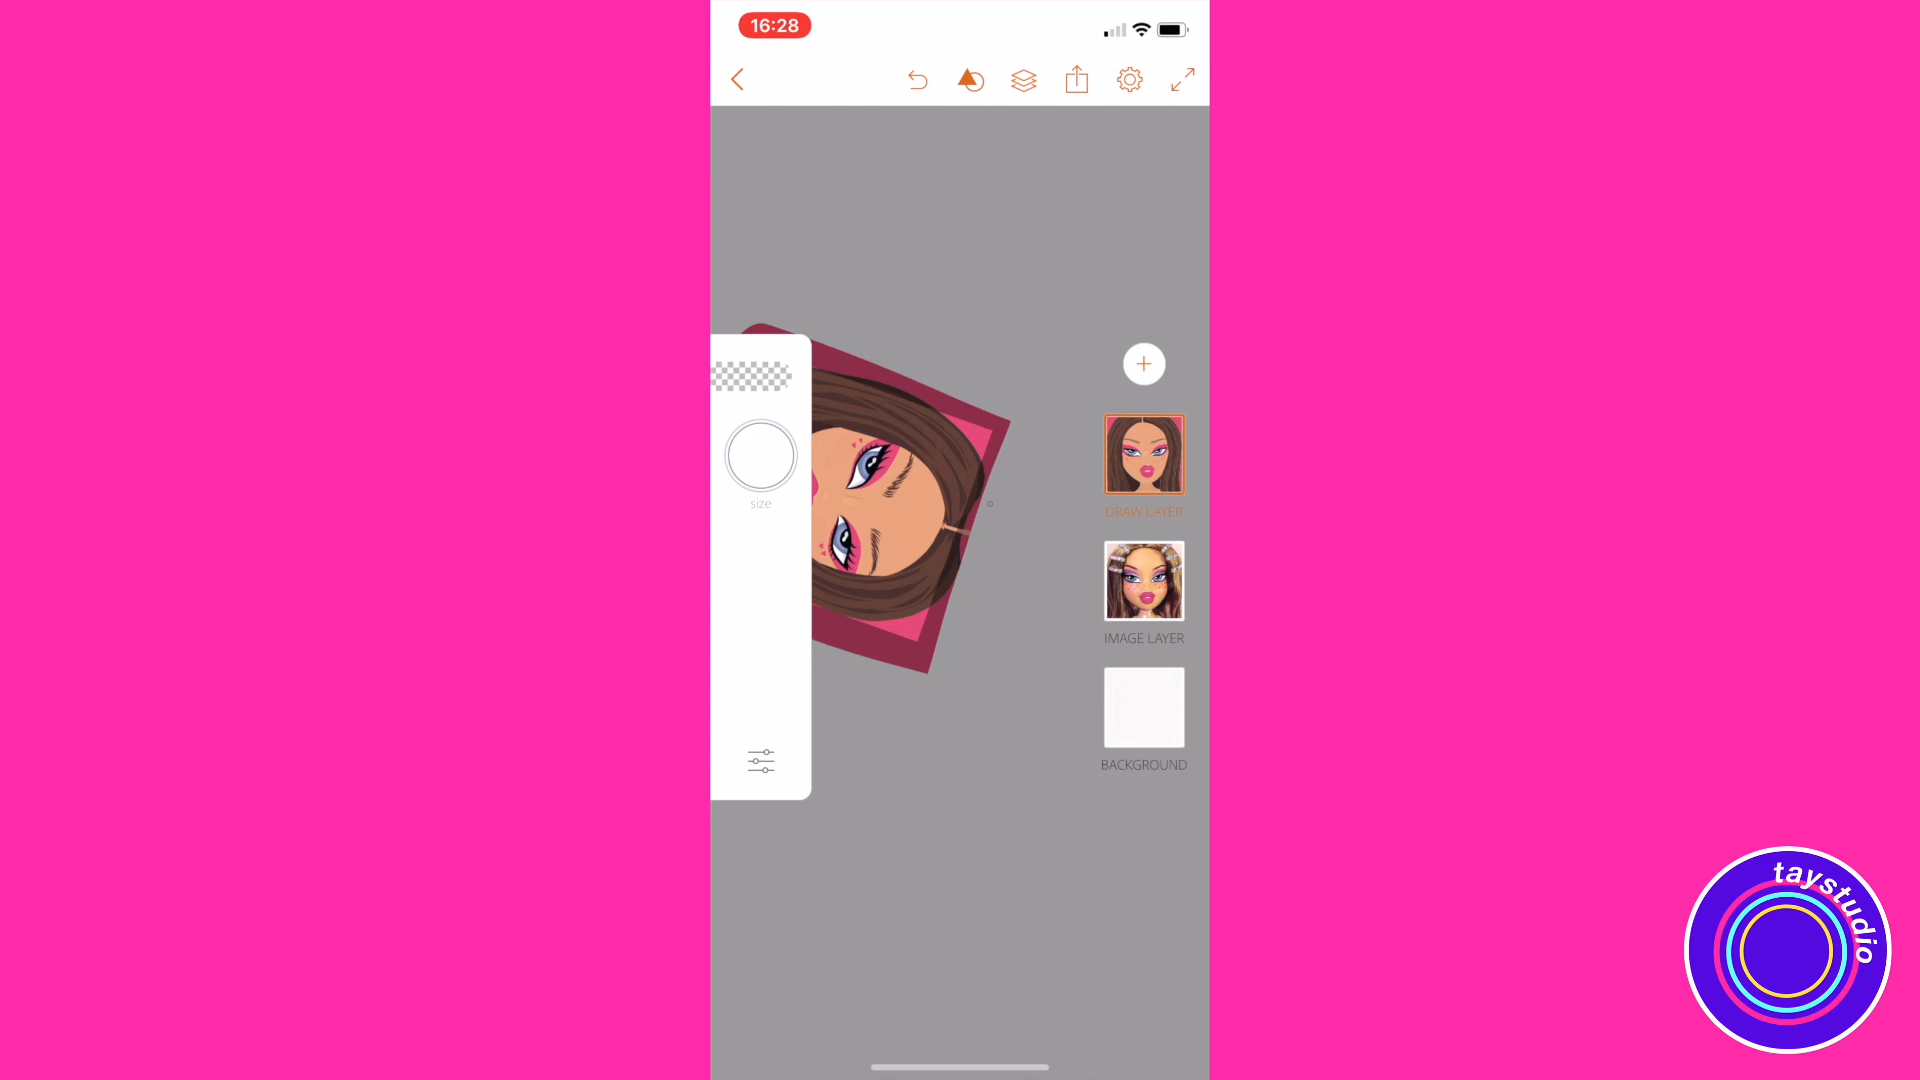 16:28
size
DRAW LAYER
IMAGE LAYER
BACKGROUND
taystudio